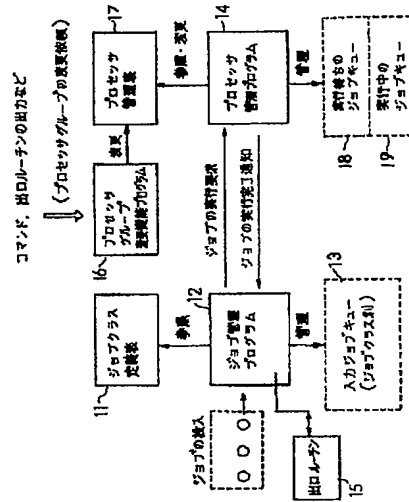 コマンド, 出口ルーチンの出力など
(プロセッサグループの変更依頼)
16
プロセッサ
グループ
変更機能プログラム
変更
17
プロセッサ
管理表
11
ジョブクラス
定義表
参照
参照・変更
ジョブの投入
12
ジョブ管理
プログラム
ジョブの実行要求
ジョブの実行完了通知
14
プロセッサ
管理プログラム
管理
管理
15
出口ルーチン
13
入力ジョブキュー
(ジョブクラス別)
18
実行待ちの
ジョブキュー
19
実行中の
ジョブキュー